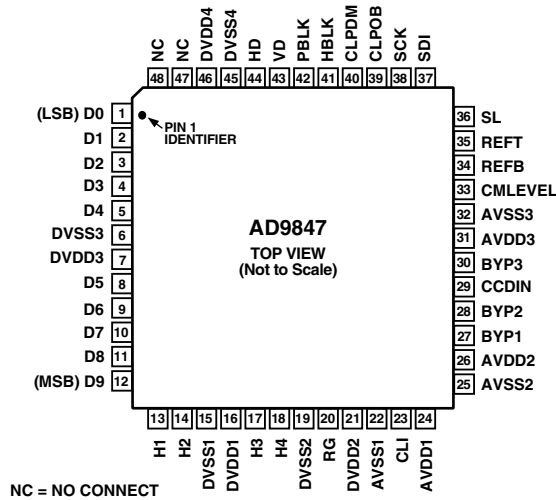 NC
NC
DVDD4
DVSS4
HD
VD
PBLK
HBLK
CLPDM
CLPOB
SCK
SDI
48 47 46 45 44 43 42 41 40 39 38 37
(LSB) D0 1
D1 2
D2 3
D3 4
D4 5
DVSS3 6
DVDD3 7
D5 8
D6 9
D7 10
D8 11
(MSB) D9 12
PIN 1
IDENTIFIER
AD9847
TOP VIEW
(Not to Scale)
36 SL
35 REFT
34 REFB
33 CMLEVEL
32 AVSS3
31 AVDD3
30 BYP3
29 CCDIN
28 BYP2
27 BYP1
26 AVDD2
25 AVSS2
13 14 15 16 17 18 19 20 21 22 23 24
H1
H2
DVSS1
DVDD1
H3
H4
DVSS2
RG
DVDD2
AVSS1
CLI
AVDD1
NC = NO CONNECT